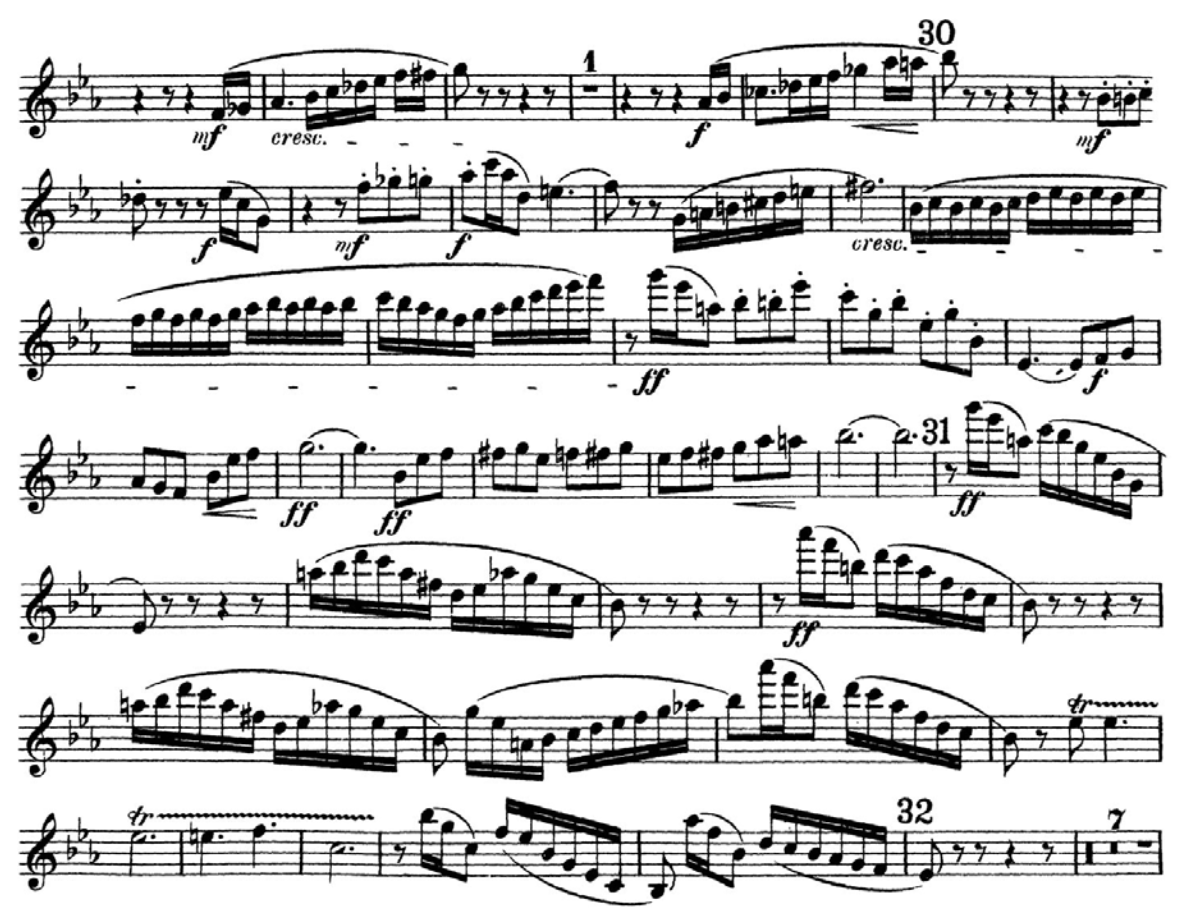 1 30
mf cresc. f mf
f mf f cresc.
ff f
ff ff 31 ff
ff
tr
tr 32 7